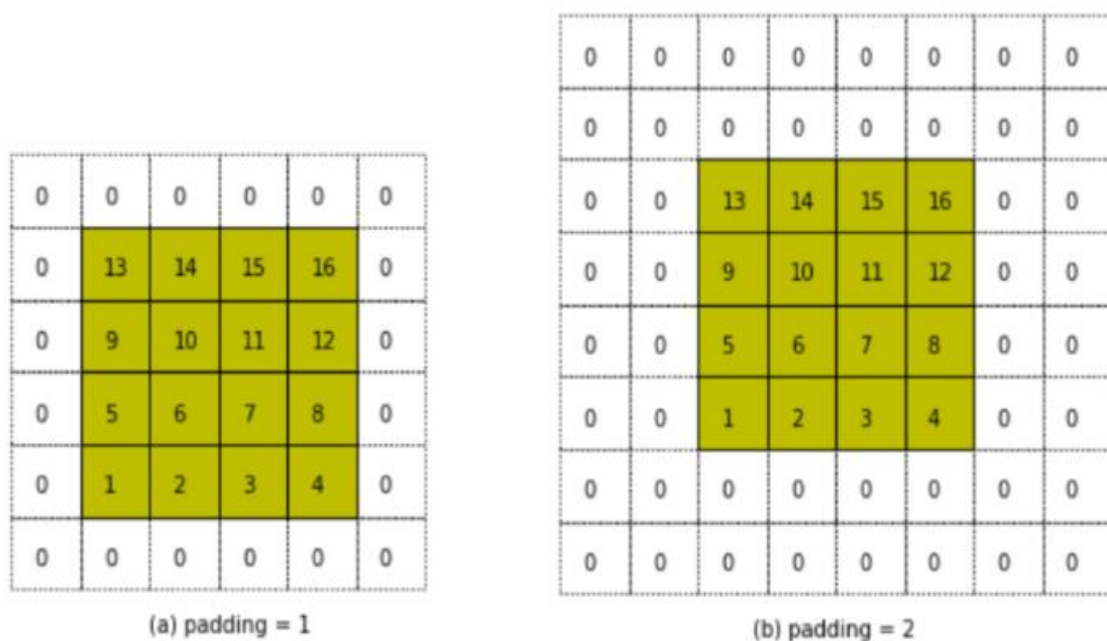 0 0 0 0 0 0
0 13 14 15 16 0
0 9 10 11 12 0
0 5 6 7 8 0
0 1 2 3 4 0
0 0 0 0 0 0
(a) padding = 1
0 0 0 0 0 0 0 0
0 0 0 0 0 0 0 0
0 0 13 14 15 16 0 0
0 0 9 10 11 12 0 0
0 0 5 6 7 8 0 0
0 0 1 2 3 4 0 0
0 0 0 0 0 0 0 0
0 0 0 0 0 0 0 0
(b) padding = 2